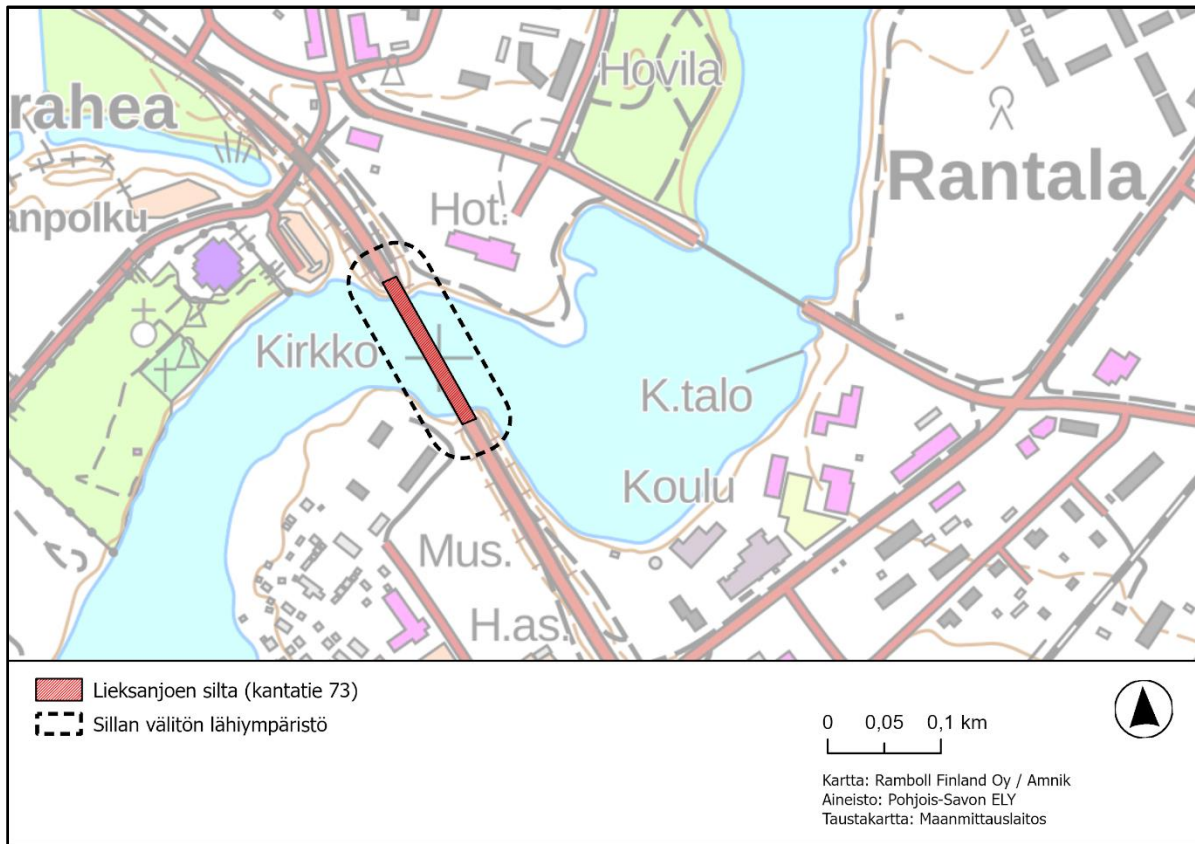 Hovila
rahea
Rantala
anpolku
Hot.
Kirkko
K.talo
Koulu
Mus.
H.as.
Lieksanjoen silta (kantatie 73)
Sillan välitön lähiympäristö
0 0,05 0,1 km
Kartta: Ramboll Finland Oy / Amnik
Aineisto: Pohjois-Savon ELY
Taustakartta: Maanmittauslaitos